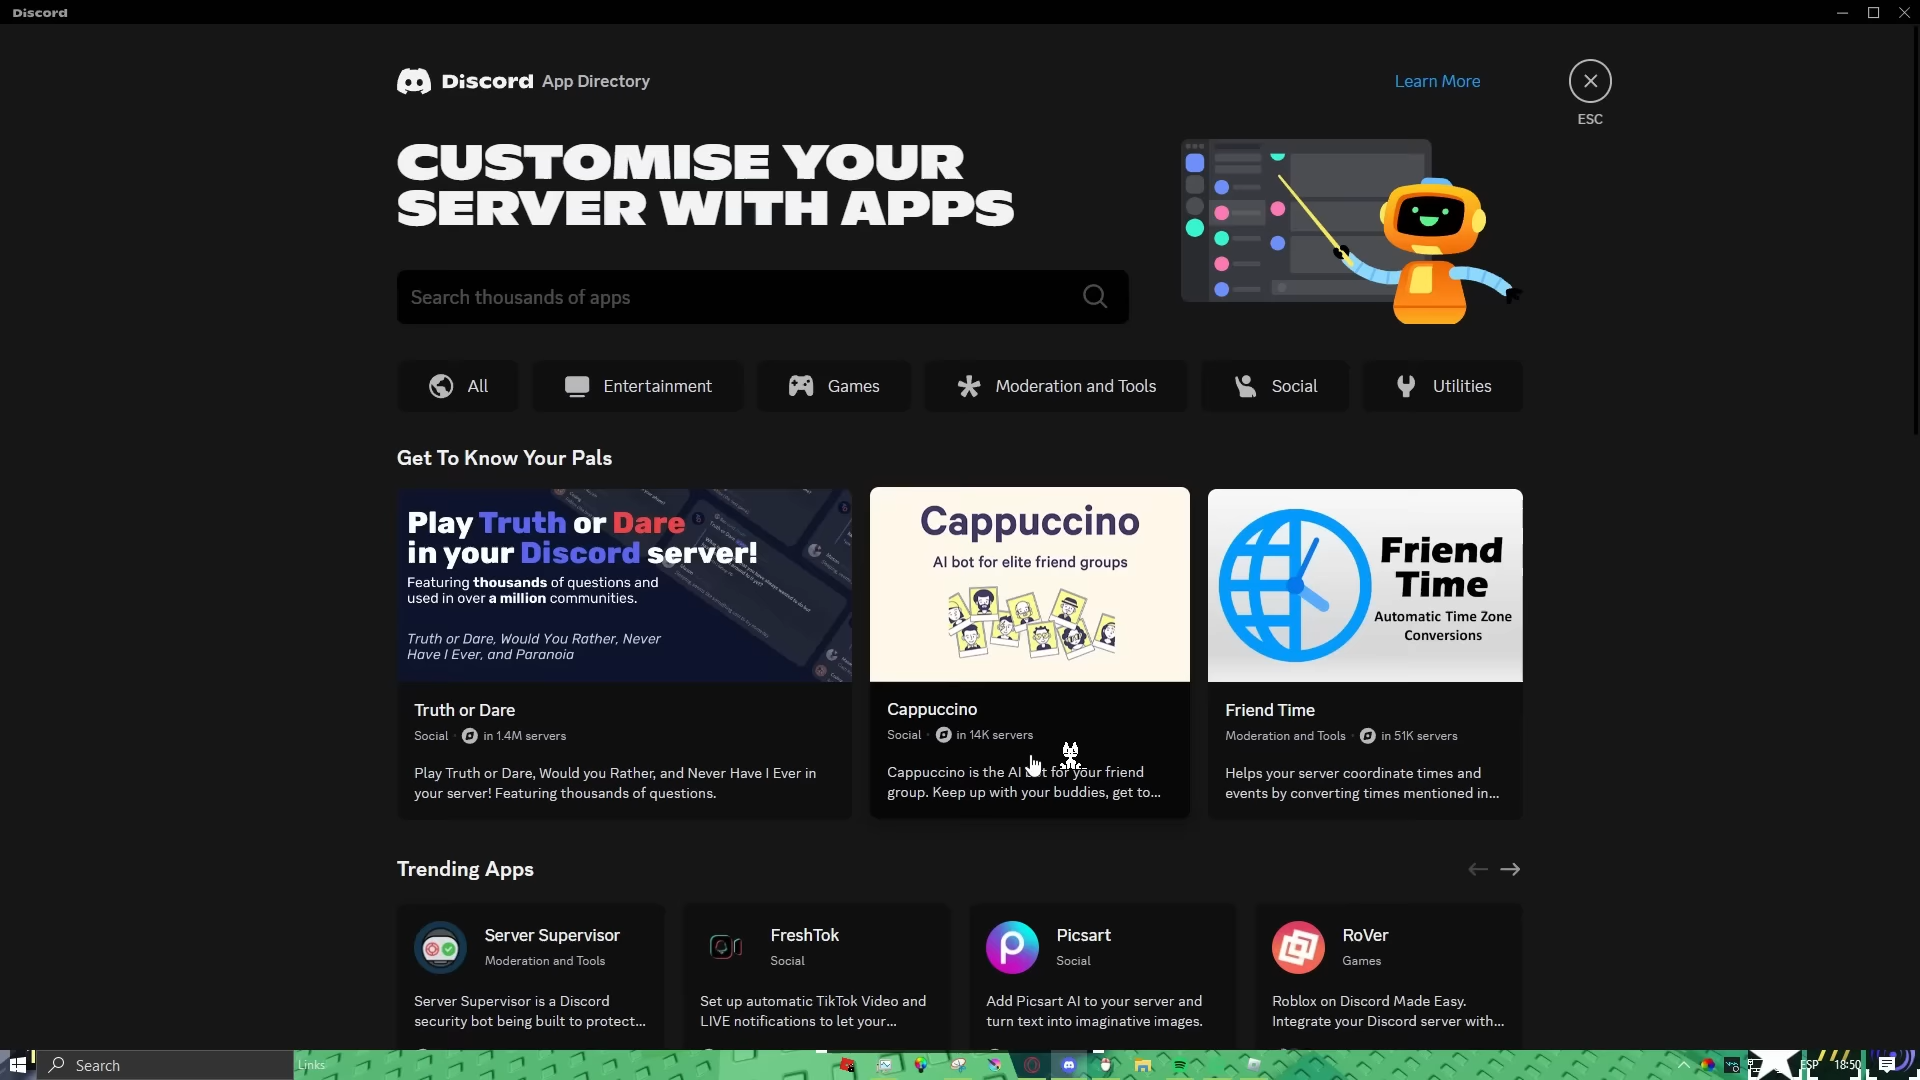 Discord
Discord App Directory
Learn More
ESC
CUSTOMISE YOUR
SERVER WITH APPS
Search thousands of apps
All
Entertainment
Games
Moderation and Tools
Social
Utilities
Get To Know Your Pals
Play Truth or Dare
in your Discord server!
Featuring thousands of questions and
used in over a million communities.
Truth or Dare, Would You Rather, Never
Have I Ever, and Paranoia
Truth or Dare
Social · in 1.4M servers
Play Truth or Dare, Would you Rather, and Never Have I Ever in
your server! Featuring thousands of questions.
Cappuccino
AI bot for elite friend groups
Cappuccino
Social · in 14K servers
Cappuccino is the AI bot for your friend
group. Keep up with your buddies, get to...
Friend
Time
Automatic Time Zone
Conversions
Friend Time
Moderation and Tools · in 51K servers
Helps your server coordinate times and
events by converting times mentioned in...
Trending Apps
Server Supervisor
Moderation and Tools
Server Supervisor is a Discord
security bot being built to protect...
FreshTok
Social
Set up automatic TikTok Video and
LIVE notifications to let your...
Picsart
Social
Add Picsart AI to your server and
turn text into imaginative images.
RoVer
Games
Roblox on Discord Made Easy.
Integrate your Discord server with...
Search
Links
ESP
18:50